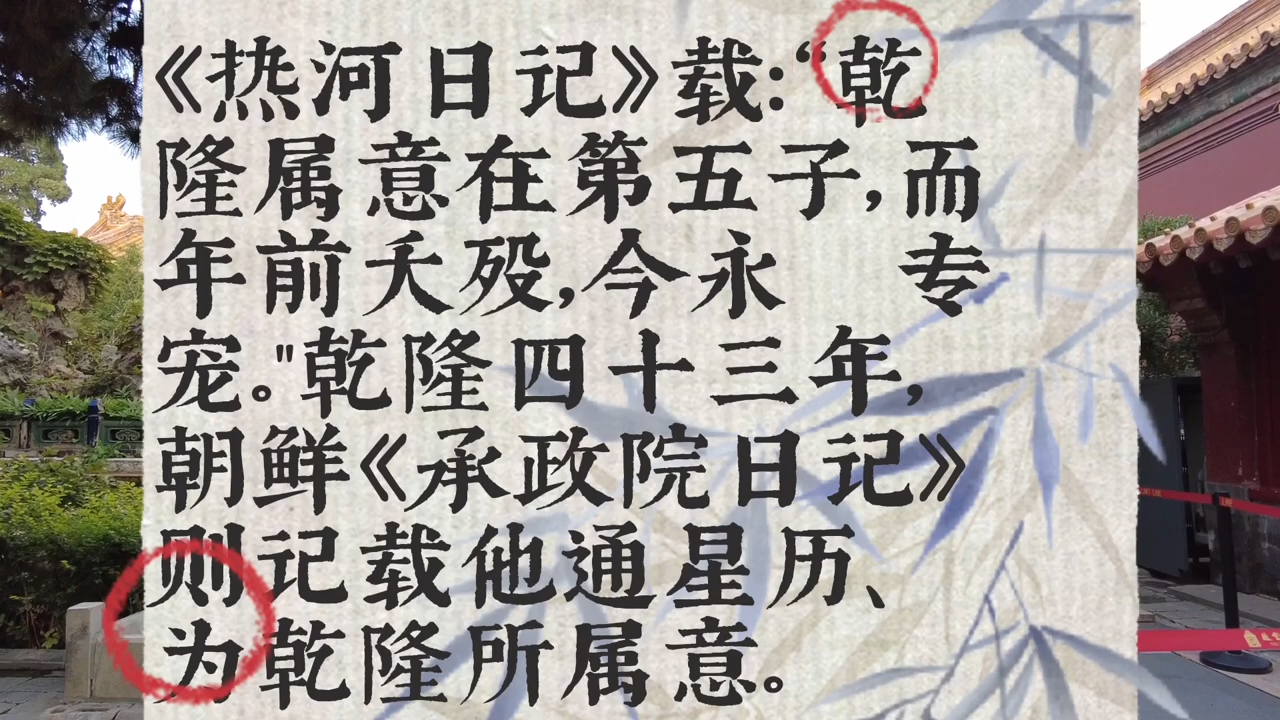 《热河日记》载:“乾
隆属意在第五子,而
年前夭殁,今永 专
宠。"乾隆四十三年,
朝鲜《承政院日记》
则记载他通星历、
为乾隆所属意。